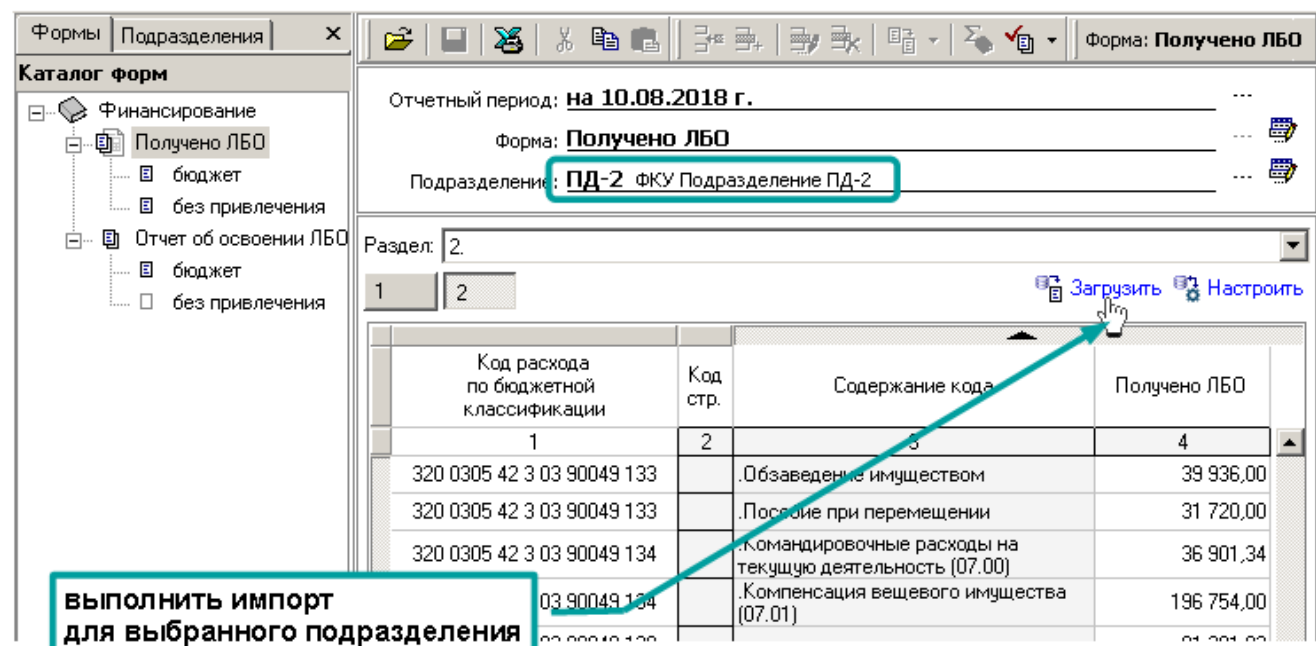 Формы Подразделения ×
Каталог форм
Финансирование
Получено ЛБО
бюджет
без привлечения
Отчет об освоении ЛБО
бюджет
без привлечения
Форма: Получено ЛБО
Отчетный период: на 10.08.2018 г. ...
Форма: Получено ЛБО ...
Подразделение: ПД-2 ФКУ Подразделение ПД-2 ...
Раздел: 2.
1 2 Загрузить Настроить
Код расхода
по бюджетной
классификации
Код
стр.
Содержание кода
Получено ЛБО
1 2 3 4
320 0305 42 3 03 90049 133 .Обзаведение имуществом 39 936,00
320 0305 42 3 03 90049 133 .Пособие при перемещении 31 720,00
320 0305 42 3 03 90049 134 .Командировочные расходы на
текущую деятельность (07.00) 36 901,34
03 90049 134 .Компенсация вещевого имущества
(07.01) 196 754,00
выполнить импорт
для выбранного подразделения